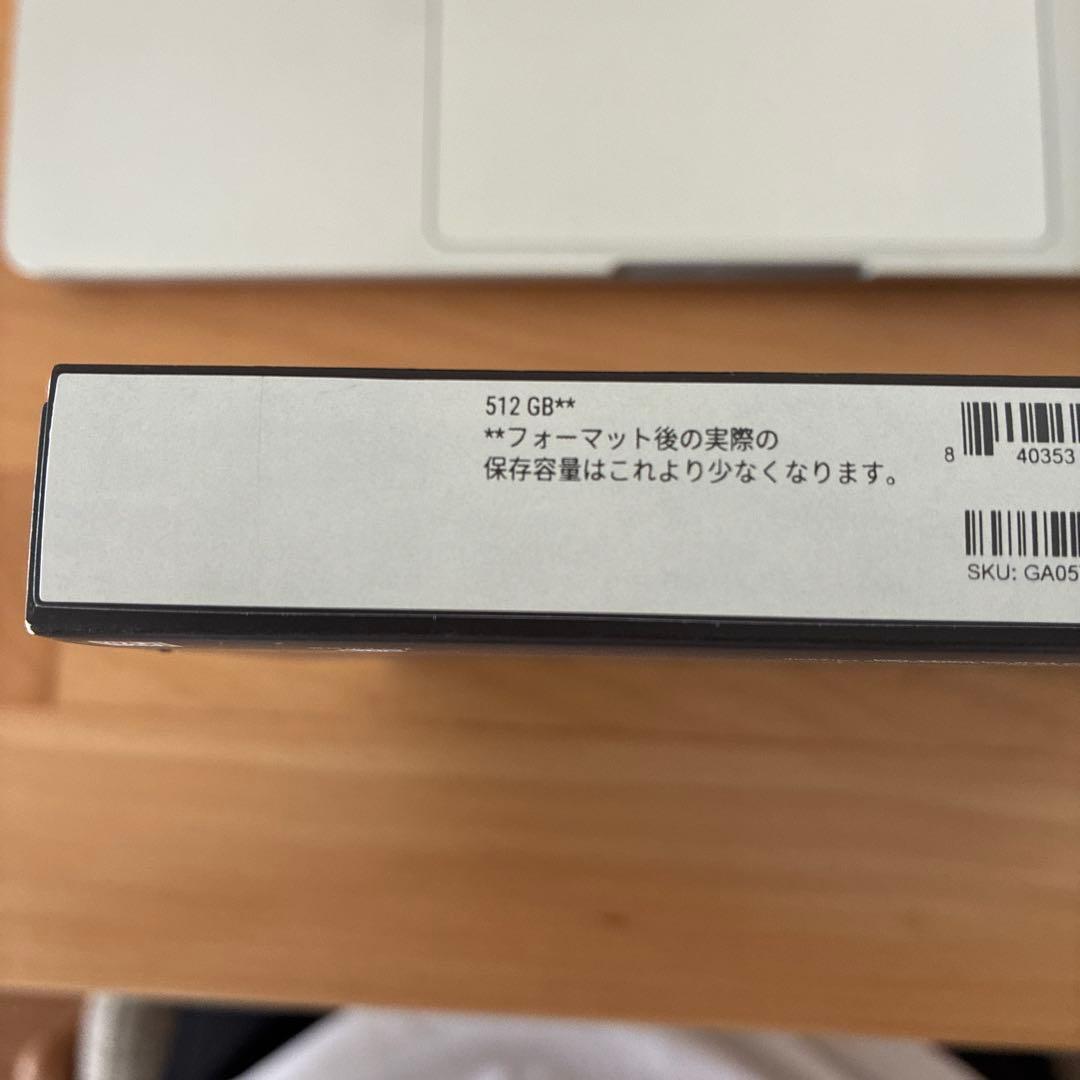 512 GB**
**フォーマット後の実際の
保存容量はこれより少なくなります。
8 40353
SKU: GA05